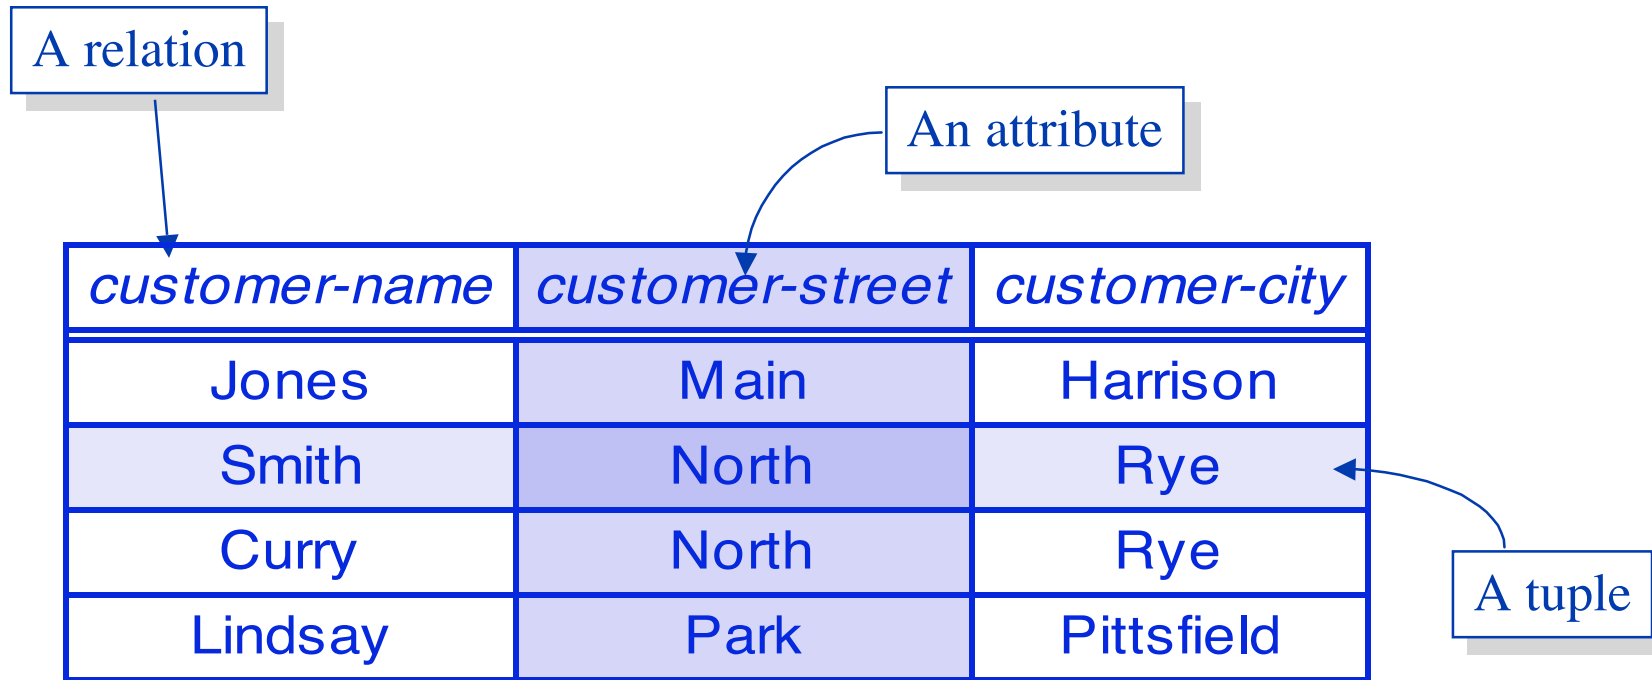 A relation
An attribute
customer-name customer-street customer-city
Jones Main Harrison
Smith North Rye
Curry North Rye
A tuple
Lindsay Park Pittsfield